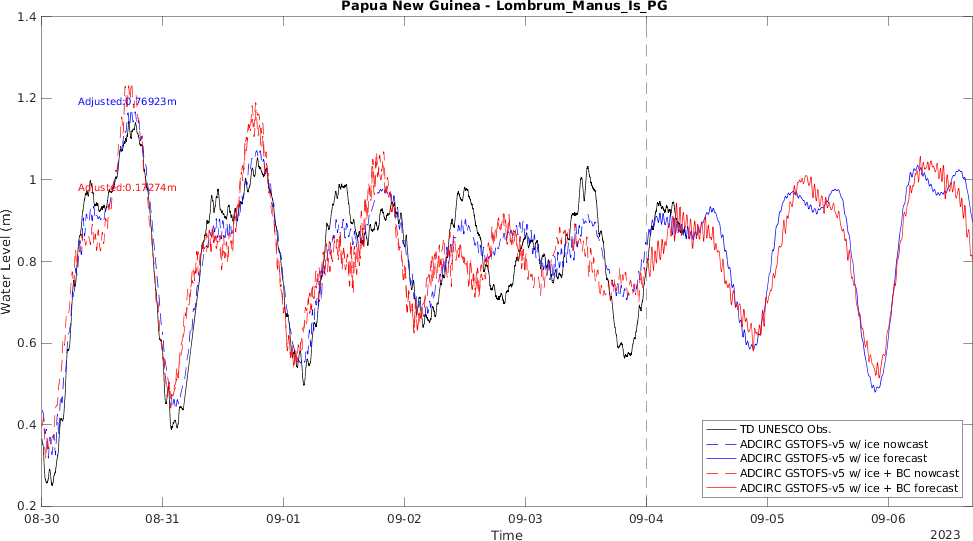 Papua New Guinea - Lombrum_Manus_Is_PG
1.4
1.2
1
0.8
0.6
0.4
0.2
Water Level (m)
Adjusted:0.76923m
Adjusted:0.17274m
TD UNESCO Obs.
ADCIRC GSTOFS-v5 w/ ice nowcast
ADCIRC GSTOFS-v5 w/ ice forecast
ADCIRC GSTOFS-v5 w/ ice + BC nowcast
ADCIRC GSTOFS-v5 w/ ice + BC forecast
08-30 08-31 09-01 09-02 09-03 09-04 09-05 09-06
Time
2023